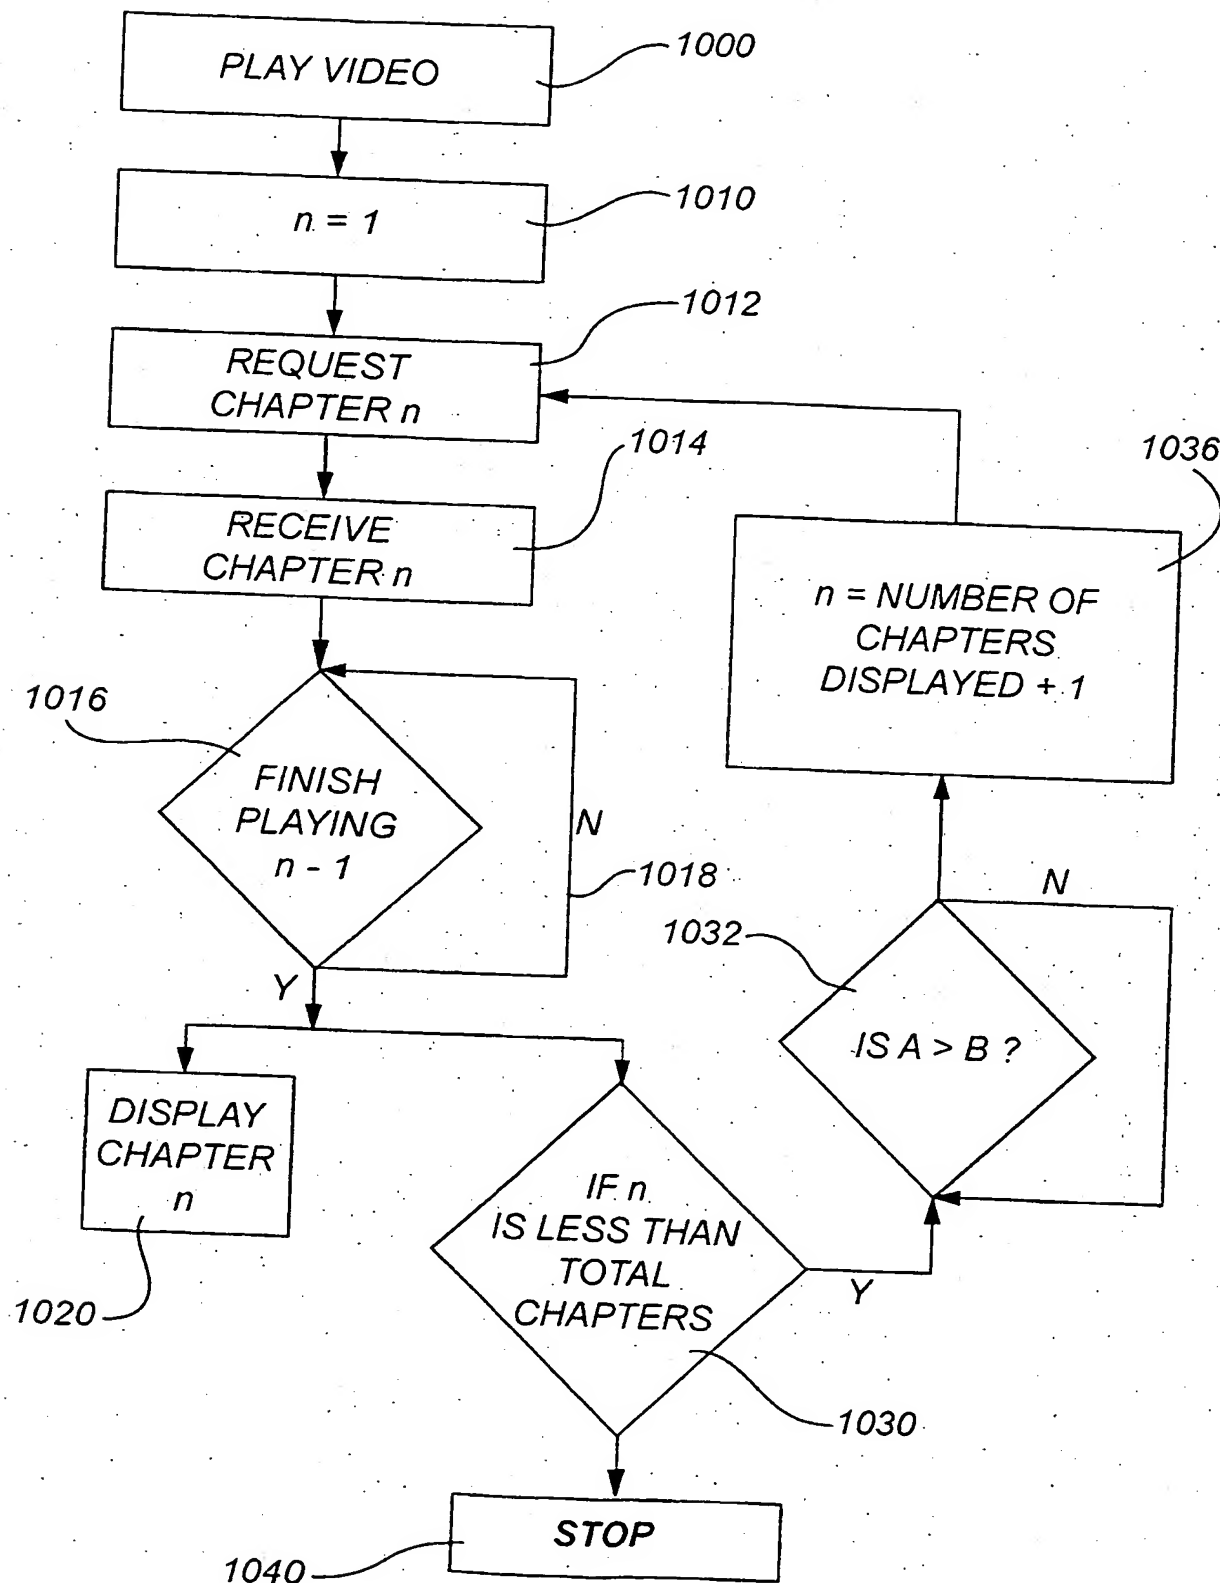 PLAY VIDEO
1000
n = 1
1010
1012
REQUEST
CHAPTER n
1014
RECEIVE
CHAPTER n
1036
n = NUMBER OF
CHAPTERS
DISPLAYED + 1
1016
FINISH
PLAYING
n - 1
N
1018
Y
N
1032
IS A > B ?
DISPLAY
CHAPTER
n
1020
IF n
IS LESS THAN
TOTAL
CHAPTERS
Y
1030
STOP
1040